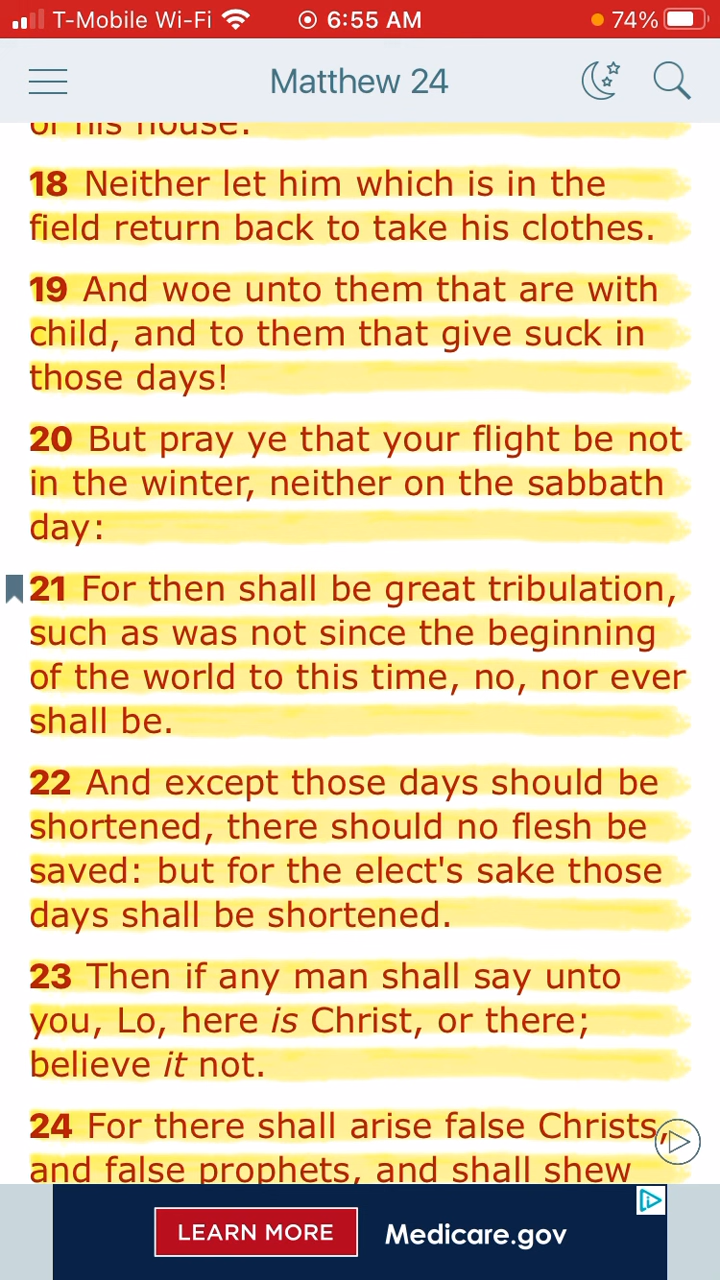 T-Mobile Wi-Fi 6:55 AM 74%
Matthew 24
of his house:
18 Neither let him which is in the
field return back to take his clothes.
19 And woe unto them that are with
child, and to them that give suck in
those days!
20 But pray ye that your flight be not
in the winter, neither on the sabbath
day:
21 For then shall be great tribulation,
such as was not since the beginning
of the world to this time, no, nor ever
shall be.
22 And except those days should be
shortened, there should no flesh be
saved: but for the elect's sake those
days shall be shortened.
23 Then if any man shall say unto
you, Lo, here is Christ, or there;
believe it not.
24 For there shall arise false Christs,
and false prophets, and shall shew
LEARN MORE Medicare.gov